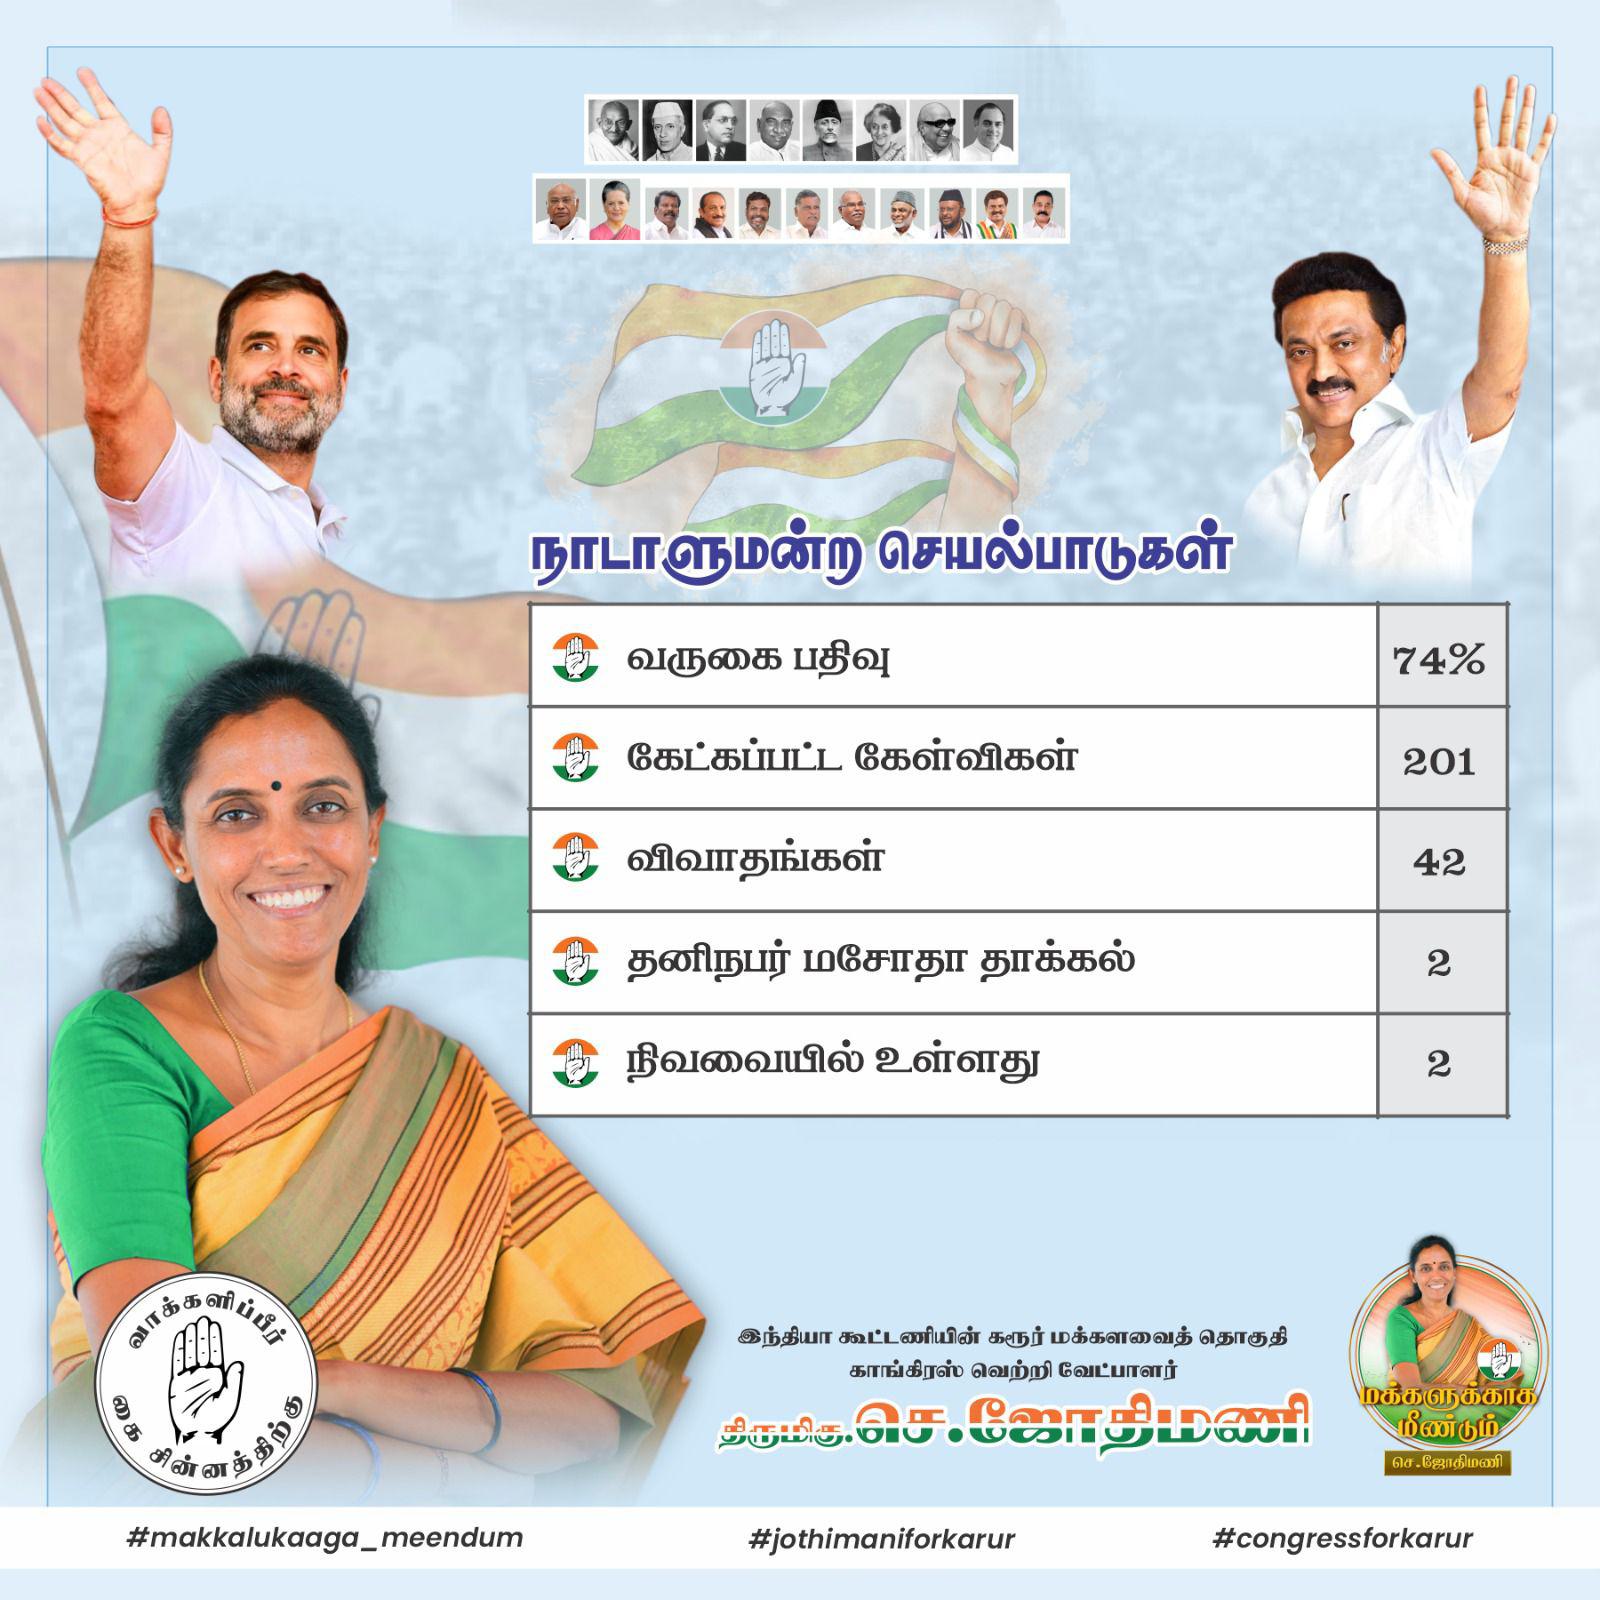 நாடாளுமன்ற செயல்பாடுகள்
வருகை பதிவு 74%
கேட்கப்பட்ட கேள்விகள் 201
விவாதங்கள் 42
தனிநபர் மசோதா தாக்கல் 2
நிவவையில் உள்ளது 2
வாக்களிப்பீர்
கை சின்னத்திற்கு
இந்தியா கூட்டணியின் கரூர் மக்களவைத் தொகுதி
காங்கிரஸ் வெற்றி வேட்பாளர்
திருமிகு.செ.ஜோதிமணி
மக்களுக்காக
மீண்டும்
செ.ஜோதிமணி
#makkalukaaga_meendum #jothimaniforkarur #congressforkarur